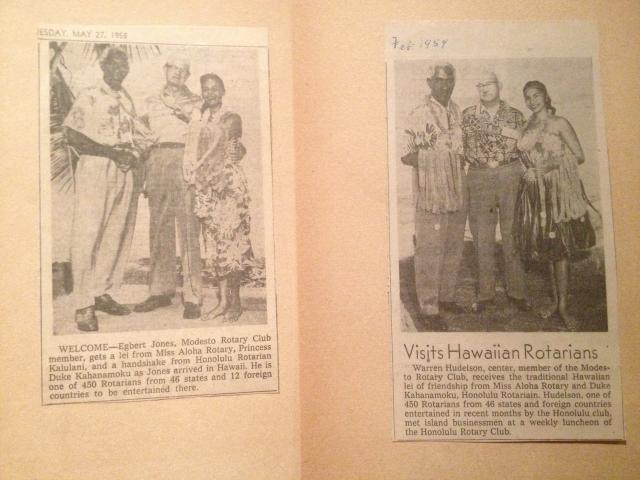 ESDAY, MAY 27, 1958
WELCOME—Egbert Jones, Modesto Rotary Club
member, gets a lei from Miss Aloha Rotary, Princess
Kaiulani, and a handshake from Honolulu Rotarian
Duke Kahanamoku as Jones arrived in Hawaii. He is
one of 450 Rotarians from 46 states and 12 foreign
countries to be entertained there.
Feb 1959
Visits Hawaiian Rotarians
Warren Hudelson, center, member of the Modes-
to Rotary Club, receives the traditional Hawaiian
lei of friendship from Miss Aloha Rotary and Duke
Kahanamoku, Honolulu Rotariain. Hudelson, one of
450 Rotarians from 46 states and foreign countries
entertained in recent months by the Honolulu club,
met island businessmen at a weekly luncheon of
the Honolulu Rotary Club.